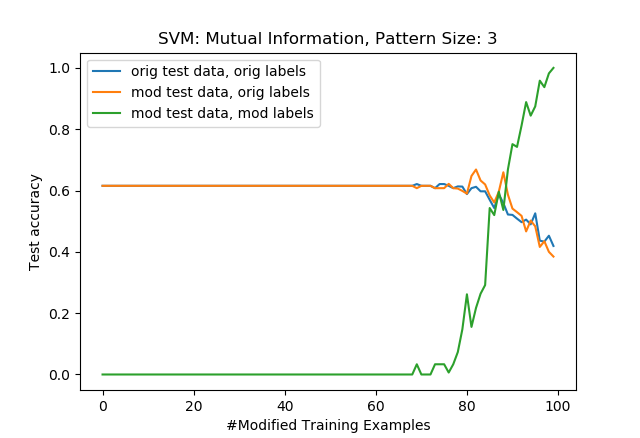 SVM: Mutual Information, Pattern Size: 3
orig test data, orig labels
mod test data, orig labels
mod test data, mod labels
Test accuracy
1.0
0.8
0.6
0.4
0.2
0.0
0 20 40 60 80 100
#Modified Training Examples